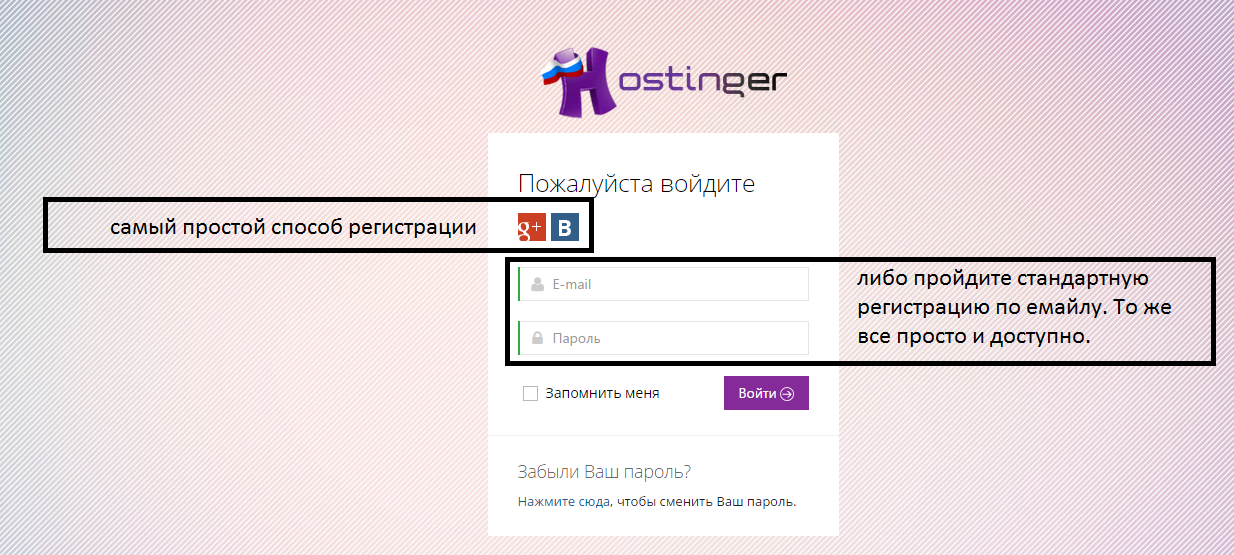 Hostinger
Пожалуйста войдите
самый простой способ регистрации
g+ B
E-mail
либо пройдите стандартную
регистрацию по емайлу. То же
все просто и доступно.
Пароль
Запомнить меня
Войти
Забыли Ваш пароль?
Нажмите сюда, чтобы сменить Ваш пароль.